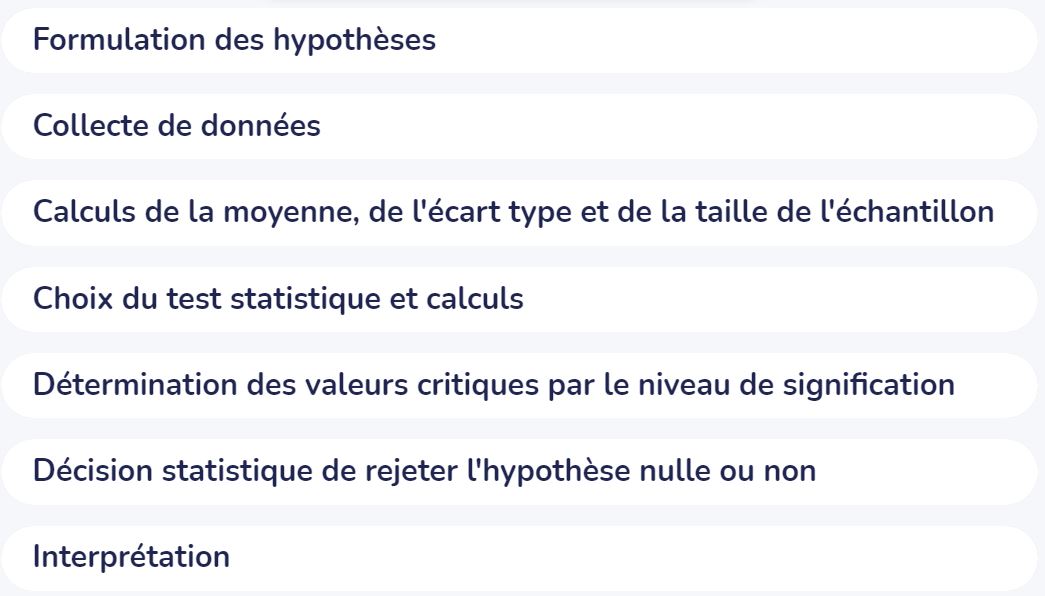 Formulation des hypothèses
Collecte de données
Calculs de la moyenne, de l'écart type et de la taille de l'échantillon
Choix du test statistique et calculs
Détermination des valeurs critiques par le niveau de signification
Décision statistique de rejeter l'hypothèse nulle ou non
Interprétation